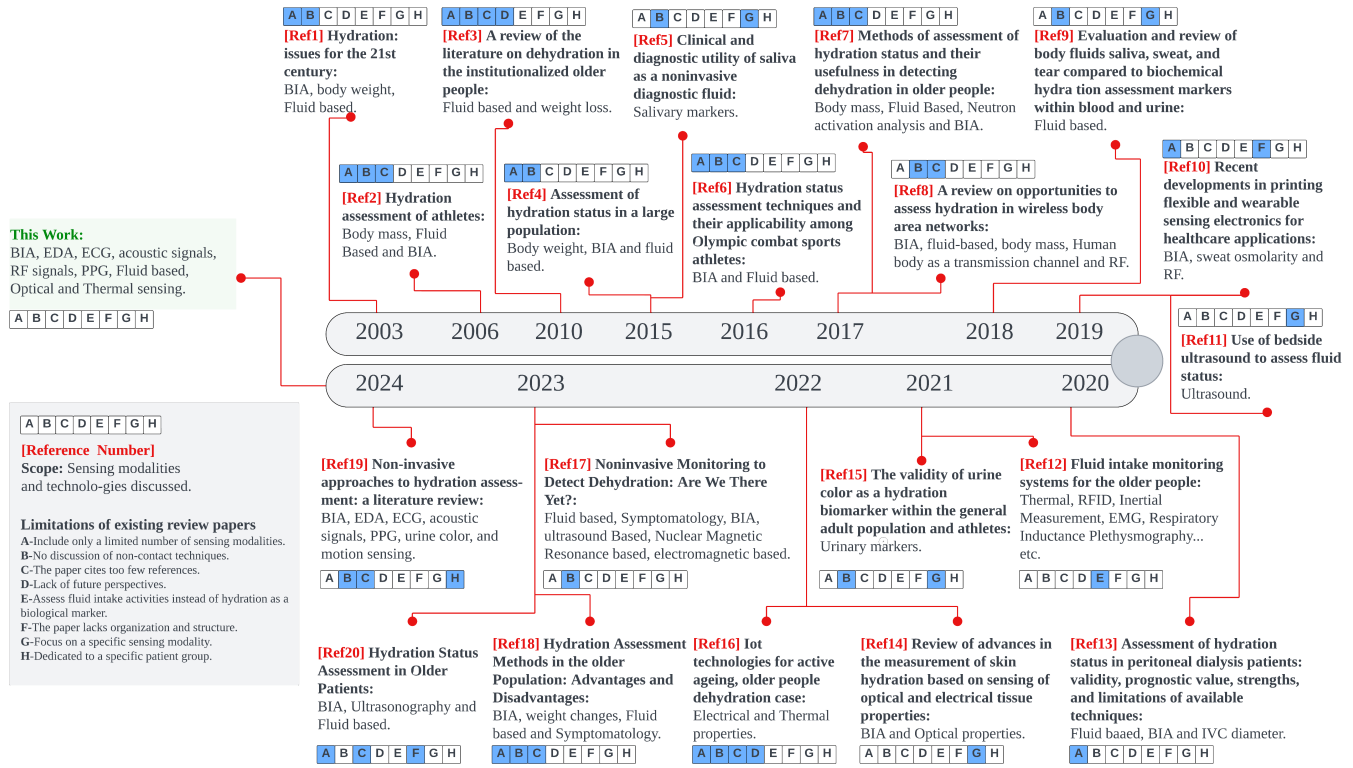 A B C D E F G H
[Ref1] Hydration:
issues for the 21st
century:
BIA, body weight,
Fluid based.
A B C D E F G H
[Ref3] A review of the
literature on dehydration in
the institutionalized older
people:
Fluid based and weight loss.
A B C D E F G H
[Ref5] Clinical and
diagnostic utility of saliva
as a noninvasive
diagnostic fluid:
Salivary markers.
A B C D E F G H
[Ref7] Methods of assessment of
hydration status and their
usefulness in detecting
dehydration in older people:
Body mass, Fluid Based, Neutron
activation analysis and BIA.
A B C D E F G H
[Ref9] Evaluation and review of
body fluids saliva, sweat, and
tear compared to biochemical
hydra tion assessment markers
within blood and urine:
Fluid based.
A B C D E F G H
[Ref2] Hydration
assessment of athletes:
Body mass, Fluid
Based and BIA.
A B C D E F G H
[Ref4] Assessment of
hydration status in a large
population:
Body weight, BIA and fluid
based.
A B C D E F G H
[Ref6] Hydration status
assessment techniques and
their applicability among
Olympic combat sports
athletes:
BIA and Fluid based.
A B C D E F G H
[Ref8] A review on opportunities to
assess hydration in wireless body
area networks:
BIA, fluid-based, body mass, Human
body as a transmission channel and RF.
A B C D E F G H
[Ref10] Recent
developments in printing
flexible and wearable
sensing electronics for
healthcare applications:
BIA, sweat osmolarity and
RF.
This Work:
BIA, EDA, ECG, acoustic signals,
RF signals, PPG, Fluid based,
Optical and Thermal sensing.
A B C D E F G H
2003 2006 2010 2015 2016 2017 2018 2019
A B C D E F G H
[Ref11] Use of bedside
ultrasound to assess fluid
status:
Ultrasound.
2024 2023 2022 2021 2020
A B C D E F G H
[Reference Number]
Scope: Sensing modalities
and technolo-gies discussed.
Limitations of existing review papers
A-Include only a limited number of sensing modalities.
B-No discussion of non-contact techniques.
C-The paper cites too few references.
D-Lack of future perspectives.
E-Assess fluid intake activities instead of hydration as a
biological marker.
F-The paper lacks organization and structure.
G-Focus on a specific sensing modality.
H-Dedicated to a specific patient group.
[Ref19] Non-invasive
approaches to hydration assess-
ment: a literature review:
BIA, EDA, ECG, acoustic
signals, PPG, urine color, and
motion sensing.
A B C D E F G H
[Ref17] Noninvasive Monitoring to
Detect Dehydration: Are We There
Yet?:
Fluid based, Symptomatology, BIA,
ultrasound Based, Nuclear Magnetic
Resonance based, electromagnetic based.
A B C D E F G H
[Ref15] The validity of urine
color as a hydration
biomarker within the general
adult population and athletes:
Urinary markers.
A B C D E F G H
[Ref12] Fluid intake monitoring
systems for the older people:
Thermal, RFID, Inertial
Measurement, EMG, Respiratory
Inductance Plethysmography...
etc.
A B C D E F G H
[Ref20] Hydration Status
Assessment in Older
Patients:
BIA, Ultrasonography and
Fluid based.
A B C D E F G H
[Ref18] Hydration Assessment
Methods in the older
Population: Advantages and
Disadvantages:
BIA, weight changes, Fluid
based and Symptomatology.
A B C D E F G H
[Ref16] Iot
technologies for active
ageing, older people
dehydration case:
Electrical and Thermal
properties.
A B C D E F G H
[Ref14] Review of advances in
the measurement of skin
hydration based on sensing of
optical and electrical tissue
properties:
BIA and Optical properties.
A B C D E F G H
[Ref13] Assessment of hydration
status in peritoneal dialysis patients:
validity, prognostic value, strengths,
and limitations of available
techniques:
Fluid baaed, BIA and IVC diameter.
A B C D E F G H